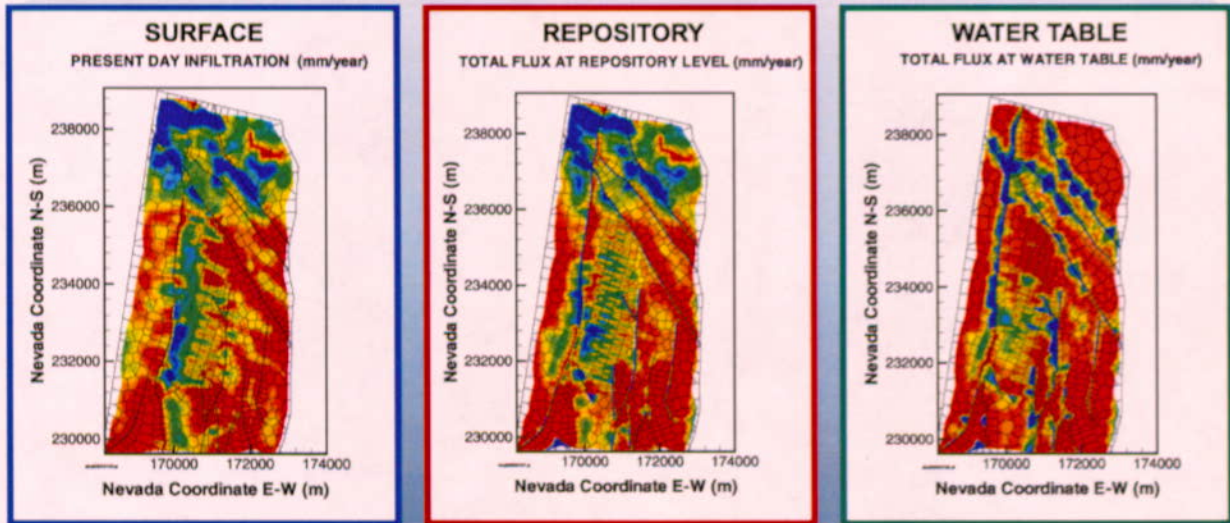 SURFACE
PRESENT DAY INFILTRATION (mm/year)
Nevada Coordinate N-S (m)
238000
236000
234000
232000
230000
170000 172000 174000
Nevada Coordinate E-W (m)
REPOSITORY
TOTAL FLUX AT REPOSITORY LEVEL (mm/year)
Nevada Coordinate N-S (m)
238000
236000
234000
232000
230000
170000 172000 174000
Nevada Coordinate E-W (m)
WATER TABLE
TOTAL FLUX AT WATER TABLE (mm/year)
Nevada Coordinate N-S (m)
238000
236000
234000
232000
230000
170000 172000 174000
Nevada Coordinate E-W (m)